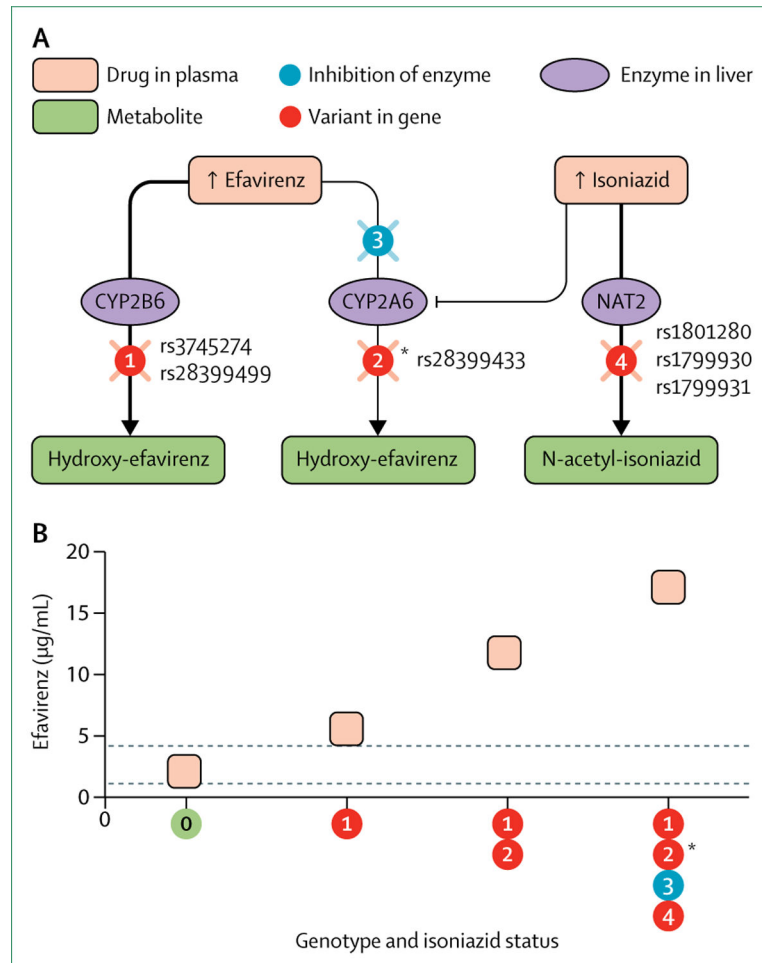 A
Drug in plasma
Inhibition of enzyme
Enzyme in liver
Metabolite
Variant in gene
↑ Efavirenz
↑ Isoniazid
3
CYP2B6
CYP2A6
NAT2
1
rs3745274
rs28399499
2
* rs28399433
4
rs1801280
rs1799930
rs1799931
Hydroxy-efavirenz
Hydroxy-efavirenz
N-acetyl-isoniazid
B
Efavirenz (µg/mL)
20
15
10
5
0
0
0
1
1
2
1
2 *
3
4
Genotype and isoniazid status